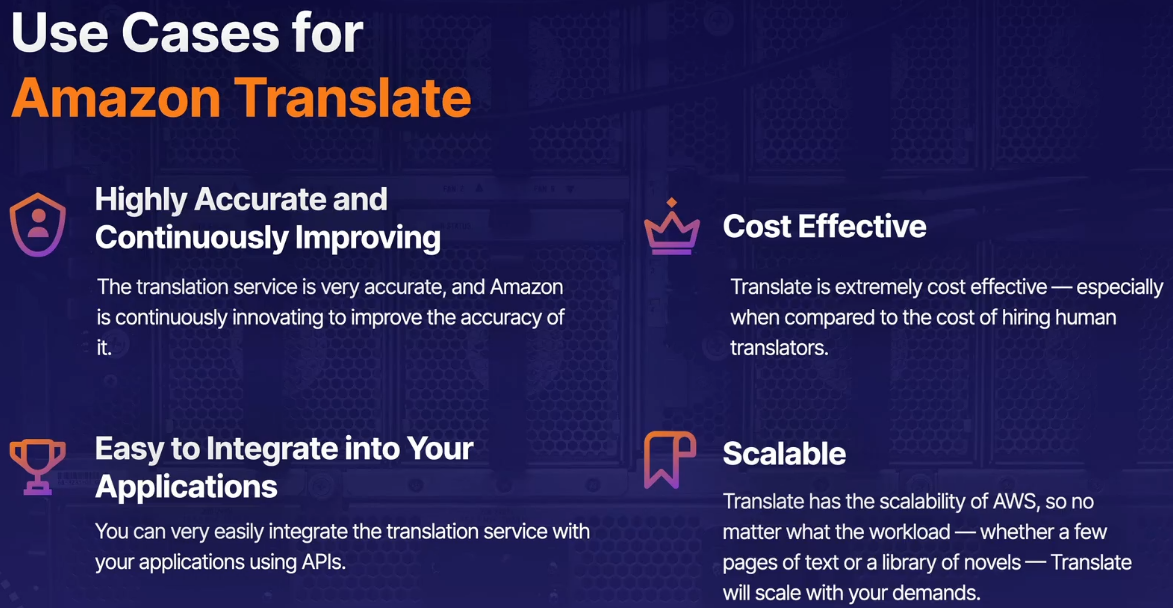 Use Cases for
Amazon Translate
Highly Accurate and
Continuously Improving
The translation service is very accurate, and Amazon
is continuously innovating to improve the accuracy of
it.
Cost Effective
Translate is extremely cost effective — especially
when compared to the cost of hiring human
translators.
Easy to Integrate into Your
Applications
You can very easily integrate the translation service with
your applications using APIs.
Scalable
Translate has the scalability of AWS, so no
matter what the workload — whether a few
pages of text or a library of novels — Translate
will scale with your demands.